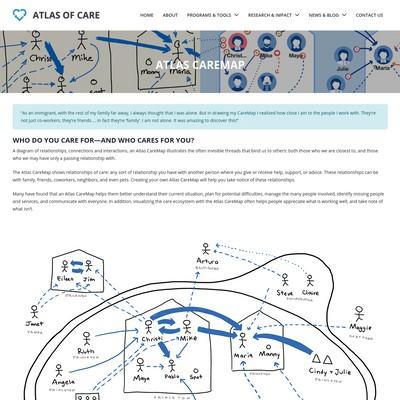 ATLAS OF CARE
HOME ABOUT PROGRAMS & TOOLS RESEARCH & IMPACT NEWS & BLOG CONTACT US
Christ Mike Many Maria
Christ... Mike Maya
Julie Maria
ATLAS CAREMAP
"As an immigrant, with the rest of my family far away, I always thought that I was alone. But in drawing my CareMap I realized how close I am to the people I work with. They're
not just co-workers, they're friends ... in fact they're 'family'. I am not alone. It was amazing to discover this!"
WHO DO YOU CARE FOR—AND WHO CARES FOR YOU?
A diagram of relationships, connections and interactions, an Atlas CareMap illustrates the often invisible threads that bind us to others: both those who we are closest to, and those
who we may have only a passing relationship with.
The Atlas CareMap shows relationships of care: any sort of relationship you have with another person where you give or receive help, support, or advice. These relationships can be
with family, friends, coworkers, neighbors, and even pets. Creating your own Atlas CareMap will help you take notice of these relationships.
Many have found that an Atlas CareMap helps them better understand their current situation, plan for potential difficulties, manage the many people involved, identify missing people
and services, and communicate with everyone. In addition, visualizing the care ecosystem with the Atlas CareMap often helps people appreciate what is working well, and take note of
what isn't.
Arturo
Eileen Jim
Steve Claire
Janet
Maggie
Ruth
Christi Mike
Maria Manny
Angela
Maya Pablo Spot
Cindy + Julie
PRINCETON